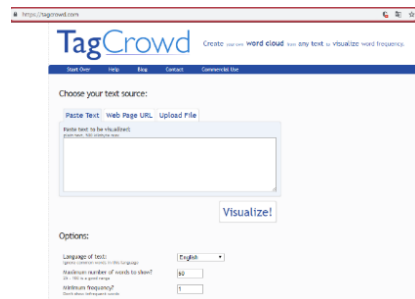 https://tagcrowd.com
TagCrowd
Create your own word cloud from any text to visualize word frequency.
Start Over Help Blog Contact Commercial Use
Choose your text source:
Paste Text Web Page URL Upload File
Paste text to be visualized:
Visualize!
Options:
Language of text:
English
Maximum number of words to show?
Minimum frequency?
1